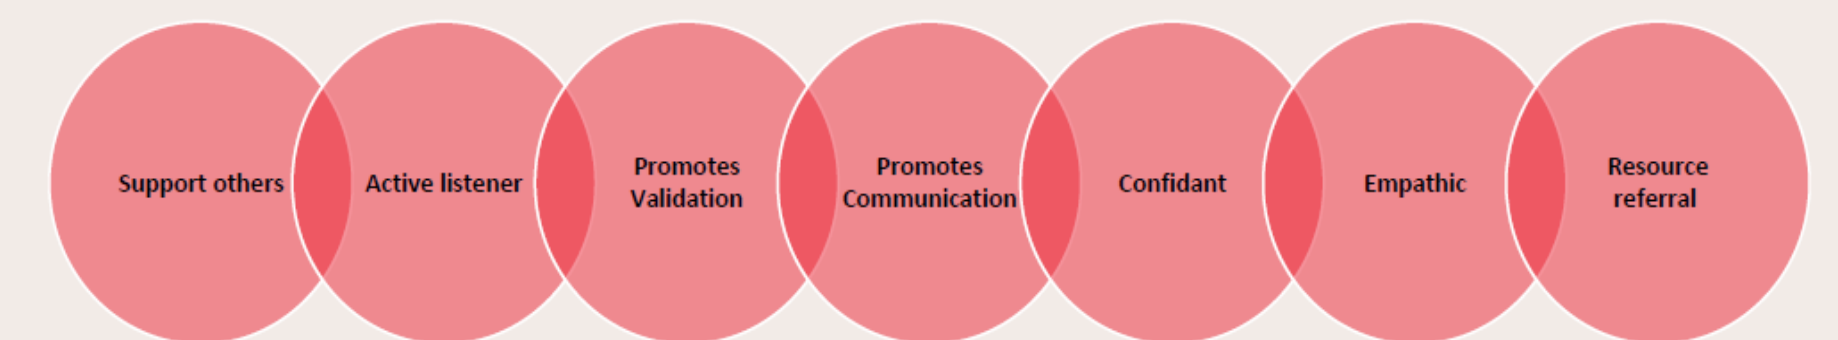 Support others
Active listener
Promotes
Validation
Promotes
Communication
Confidant
Empathic
Resource
referral